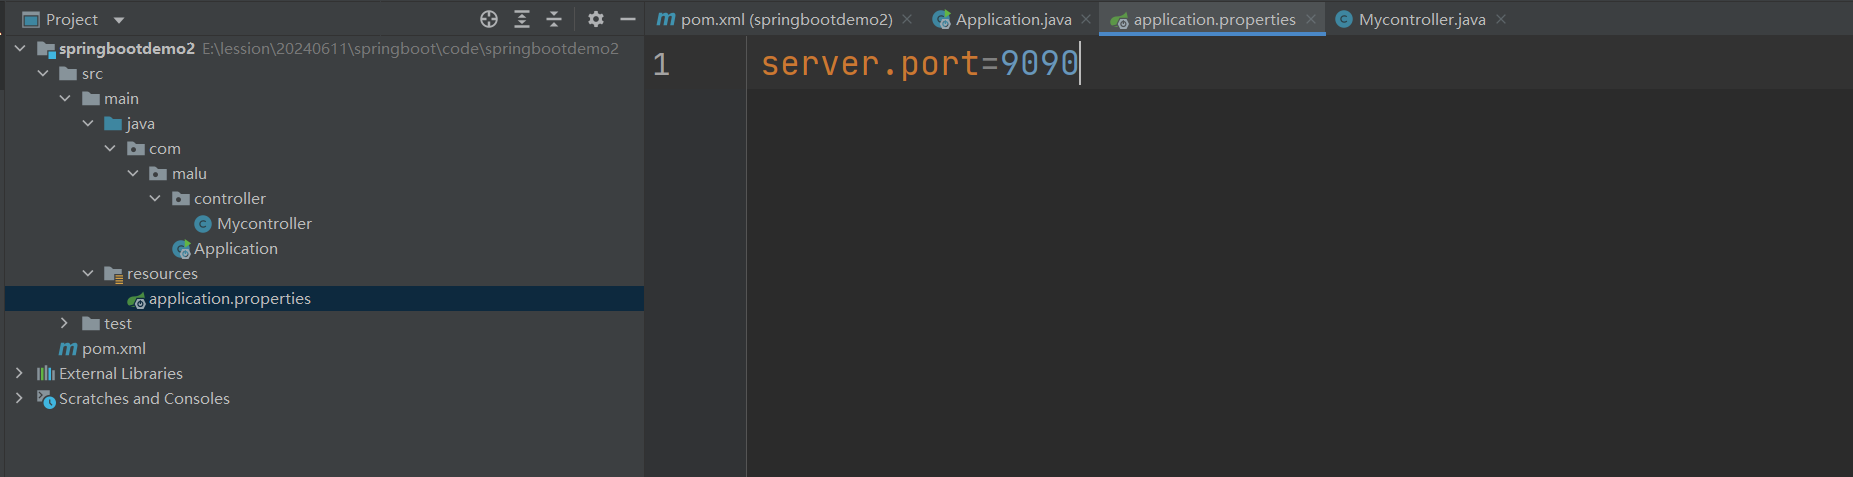 Project
pom.xml (springbootdemo2)
Application.java
application.properties
Mycontroller.java
springbootdemo2 E:\lession\20240611\springboot\code\springbootdemo2
src
main
java
com
malu
controller
Mycontroller
Application
resources
application.properties
test
pom.xml
External Libraries
Scratches and Consoles
1 server.port=9090